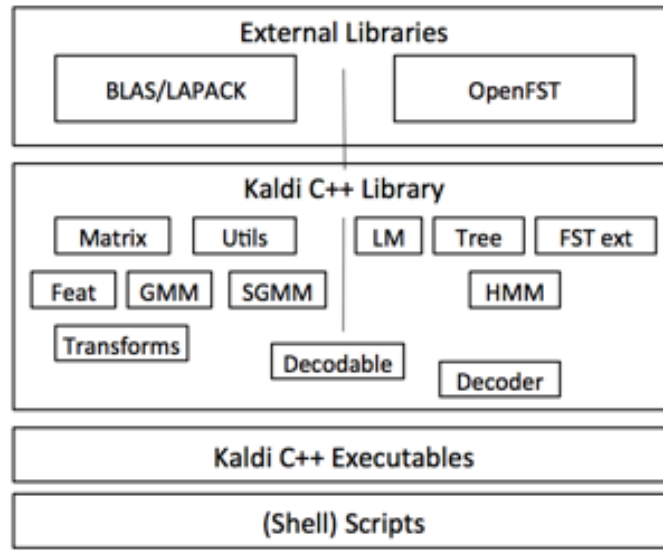 External Libraries
BLAS/LAPACK OpenFST
Kaldi C++ Library
Matrix Utils LM Tree FST ext
Feat GMM SGMM HMM
Transforms
Decodable
Decoder
Kaldi C++ Executables
(Shell) Scripts